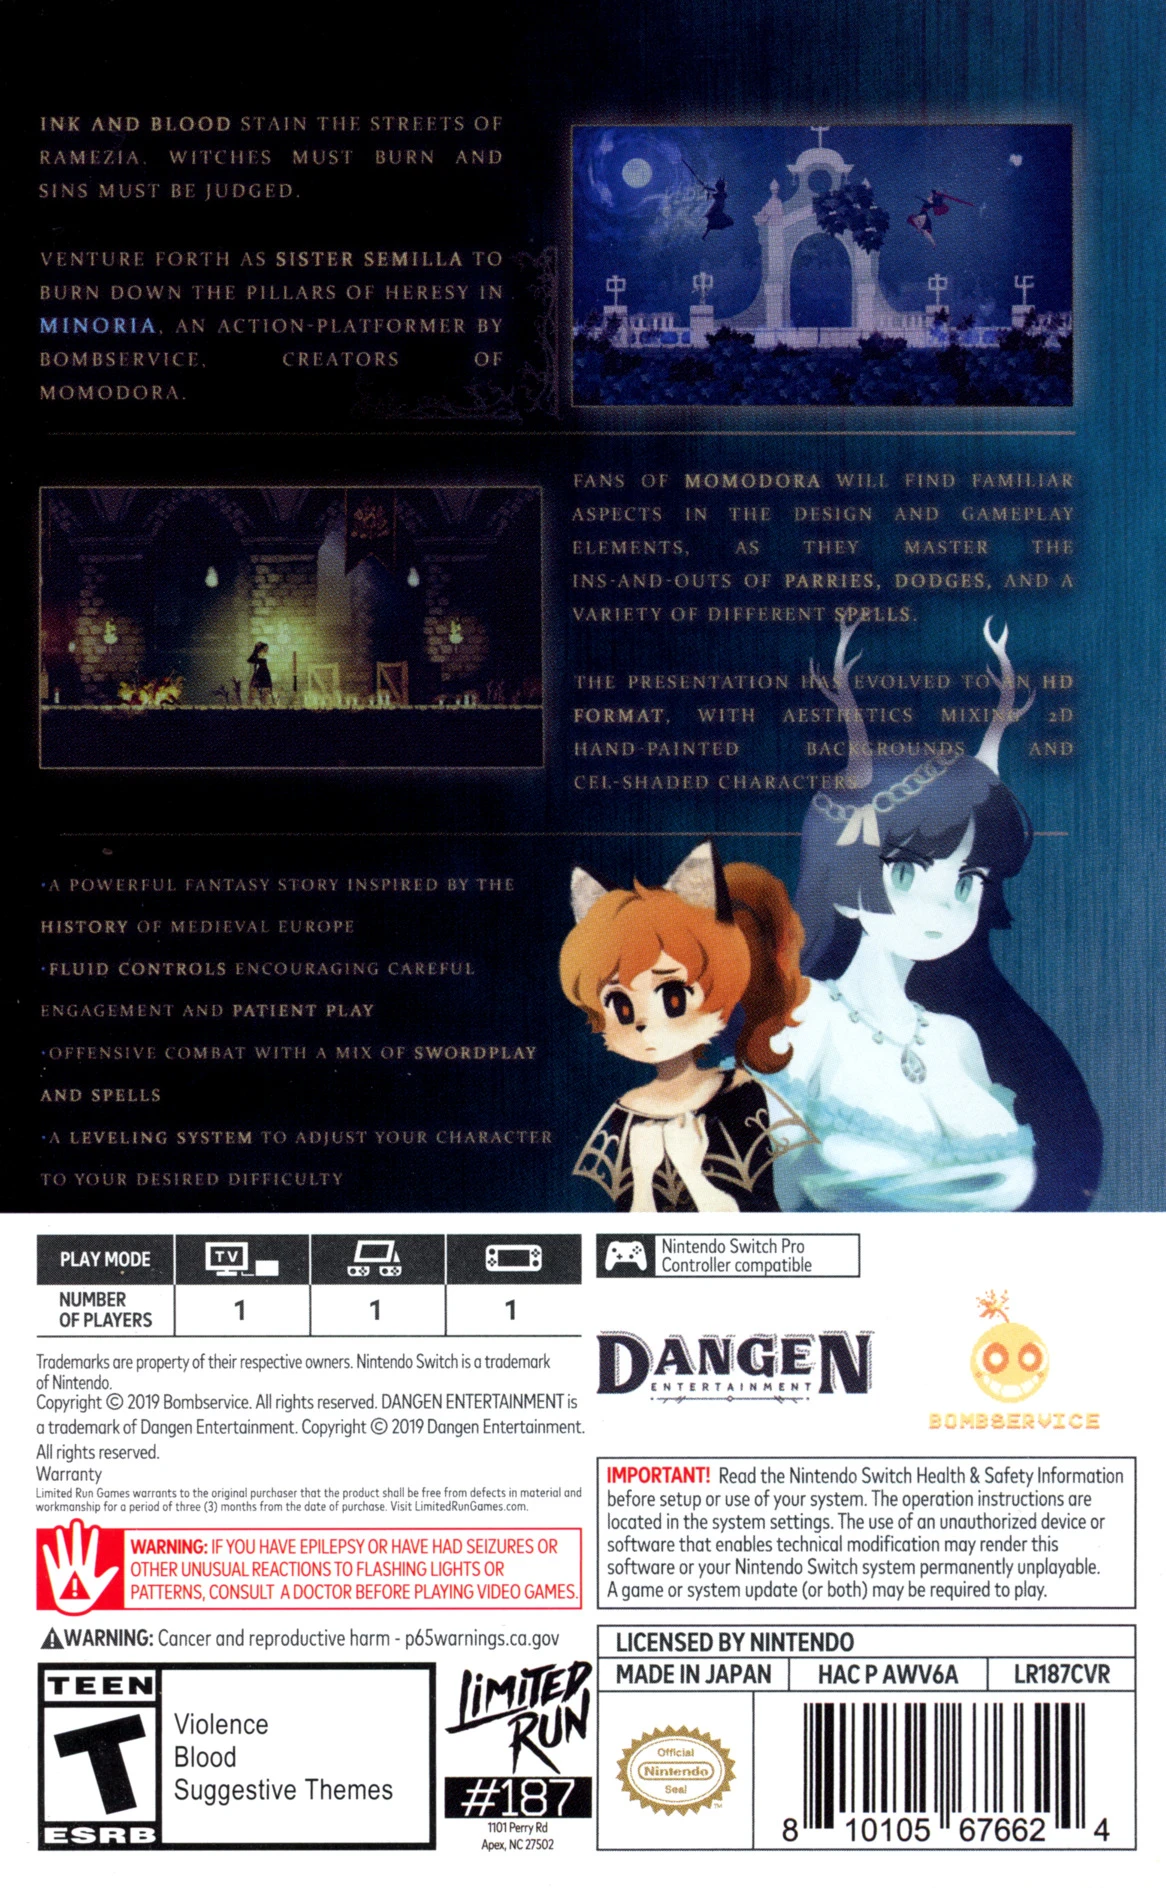 INK AND BLOOD STAIN THE STREETS OF
RAMEZIA. WITCHES MUST BURN AND
SINS MUST BE JUDGED.
VENTURE FORTH AS SISTER SEMILLA TO
BURN DOWN THE PILLARS OF HERESY IN
MINORIA, AN ACTION-PLATFORMER BY
BOMBSERVICE, CREATORS OF
MOMODORA.
FANS OF MOMODORA WILL FIND FAMILIAR
ASPECTS IN THE DESIGN AND GAMEPLAY
ELEMENTS, AS THEY MASTER THE
INS-AND-OUTS OF PARRIES, DODGES, AND A
VARIETY OF DIFFERENT SPELLS.
THE PRESENTATION HAS EVOLVED TO AN HD
FORMAT, WITH AESTHETICS MIXING 2D
HAND-PAINTED BACKGROUNDS AND
CEL-SHADED CHARACTERS.
·A POWERFUL FANTASY STORY INSPIRED BY THE
HISTORY OF MEDIEVAL EUROPE
·FLUID CONTROLS ENCOURAGING CAREFUL
ENGAGEMENT AND PATIENT PLAY
·OFFENSIVE COMBAT WITH A MIX OF SWORDPLAY
AND SPELLS
·A LEVELING SYSTEM TO ADJUST YOUR CHARACTER
TO YOUR DESIRED DIFFICULTY
PLAY MODE TV
NUMBER
OF PLAYERS
1 1 1
Nintendo Switch Pro
Controller compatible
DANGEN
ENTERTAINMENT
BOMBSERVICE
Trademarks are property of their respective owners. Nintendo Switch is a trademark
of Nintendo.
Copyright © 2019 Bombservice. All rights reserved. DANGEN ENTERTAINMENT is
a trademark of Dangen Entertainment. Copyright © 2019 Dangen Entertainment.
All rights reserved.
Warranty
Limited Run Games warrants to the original purchaser that the product shall be free from defects in material and
workmanship for a period of three (3) months from the date of purchase. Visit LimitedRunGames.com.
WARNING: IF YOU HAVE EPILEPSY OR HAVE HAD SEIZURES OR
OTHER UNUSUAL REACTIONS TO FLASHING LIGHTS OR
PATTERNS, CONSULT A DOCTOR BEFORE PLAYING VIDEO GAMES.
WARNING: Cancer and reproductive harm - p65warnings.ca.gov
IMPORTANT! Read the Nintendo Switch Health & Safety Information
before setup or use of your system. The operation instructions are
located in the system settings. The use of an unauthorized device or
software that enables technical modification may render this
software or your Nintendo Switch system permanently unplayable.
A game or system update (or both) may be required to play.
TEEN
T
ESRB
Violence
Blood
Suggestive Themes
LIMITED
RUN
#187
1101 Perry Rd
Apex, NC 27502
LICENSED BY NINTENDO
MADE IN JAPAN HAC P AWV6A LR187CVR
Official
Nintendo
Seal
TM
8 10105 67662 4